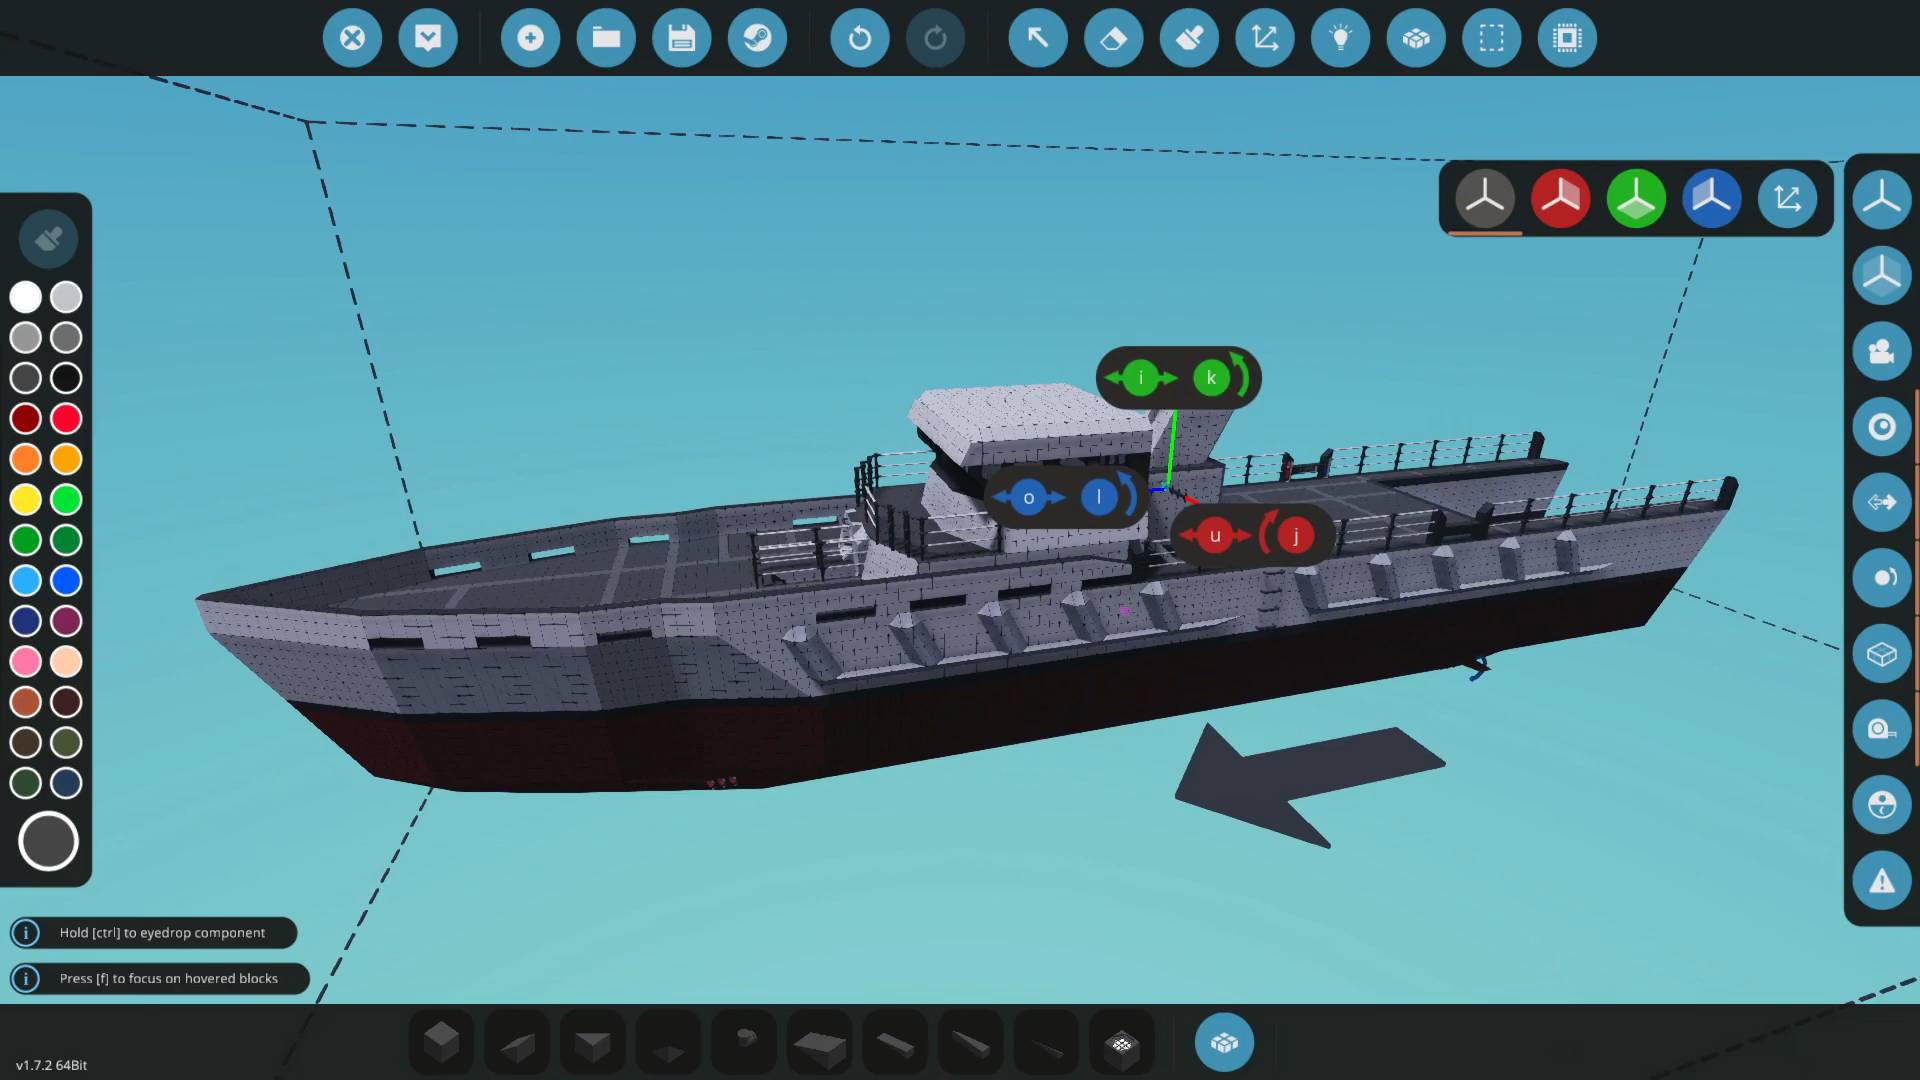 i k
o l
u j
Hold [ctrl] to eyedrop component
i
Press [f] to focus on hovered blocks
i
v1.7.2 64Bit